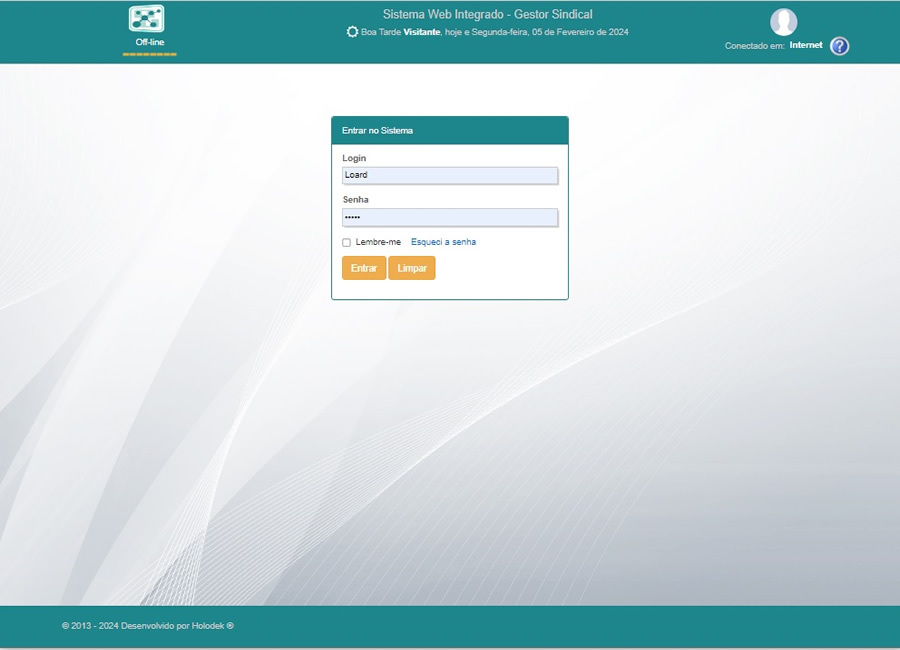 Sistema Web Integrado - Gestor Sindical
Off-line
Boa Tarde Visitante, hoje e Segunda-feira, 05 de Fevereiro de 2024
Conectado em: Internet ?
Entrar no Sistema
Login
Loard
Senha
•••••
Lembre-me Esqueci a senha
Entrar Limpar
© 2013 - 2024 Desenvolvido por Holodek ®